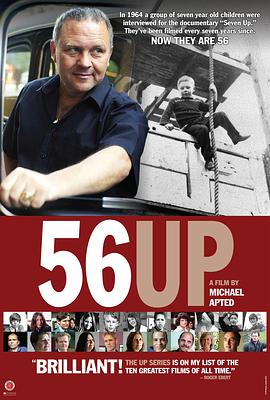 In 1964 a group of seven year old children were
interviewed for the documentary "Seven Up."
They've been filmed every seven years since.
NOW THEY ARE 56
56UP
A FILM BY
MICHAEL
APTED
"BRILLIANT! THE UP SERIES IS ON MY LIST OF THE
TEN GREATEST FILMS OF ALL TIME."
— ROGER EBERT